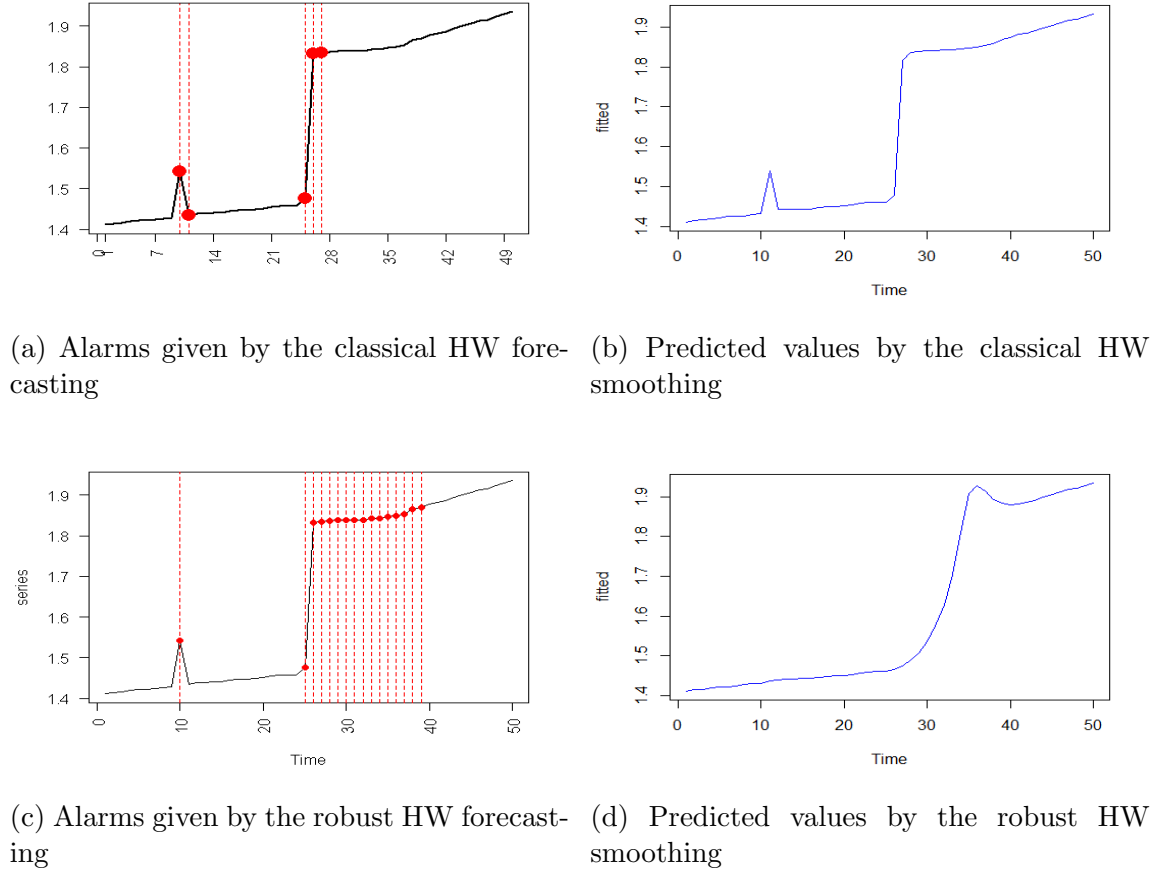 1.9
1.8
1.7
1.6
1.5
1.4
0 1 7 14 21 28 35 42 49
fitted
1.9
1.8
1.7
1.6
1.5
1.4
0 10 20 30 40 50
Time
(a) Alarms given by the classical HW fore-
casting
(b) Predicted values by the classical HW
smoothing
series
1.9
1.8
1.7
1.6
1.5
1.4
0 10 20 30 40 50
Time
fitted
1.9
1.8
1.7
1.6
1.5
1.4
0 10 20 30 40 50
Time
(c) Alarms given by the robust HW forecast-
ing
(d) Predicted values by the robust HW
smoothing